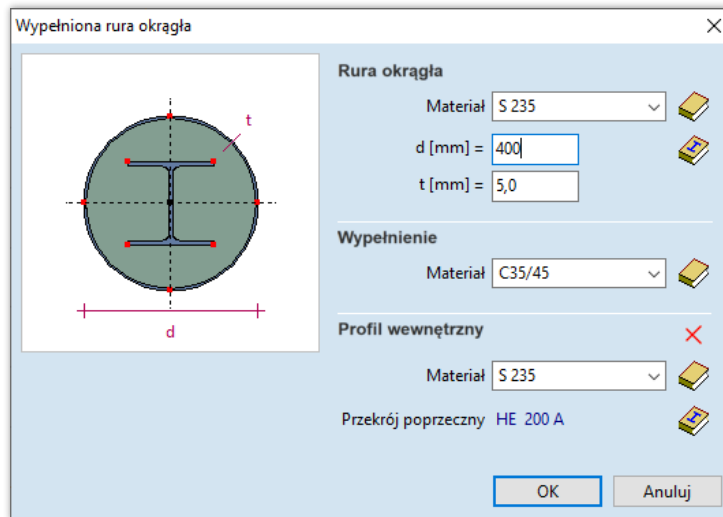 Wypełniona rura okrągła
t
d
Rura okrągła
Materiał S 235
d [mm] = 400
t [mm] = 5,0
Wypełnienie
Materiał C35/45
Profil wewnętrzny
Materiał S 235
Przekrój poprzeczny HE 200 A
OK Anuluj